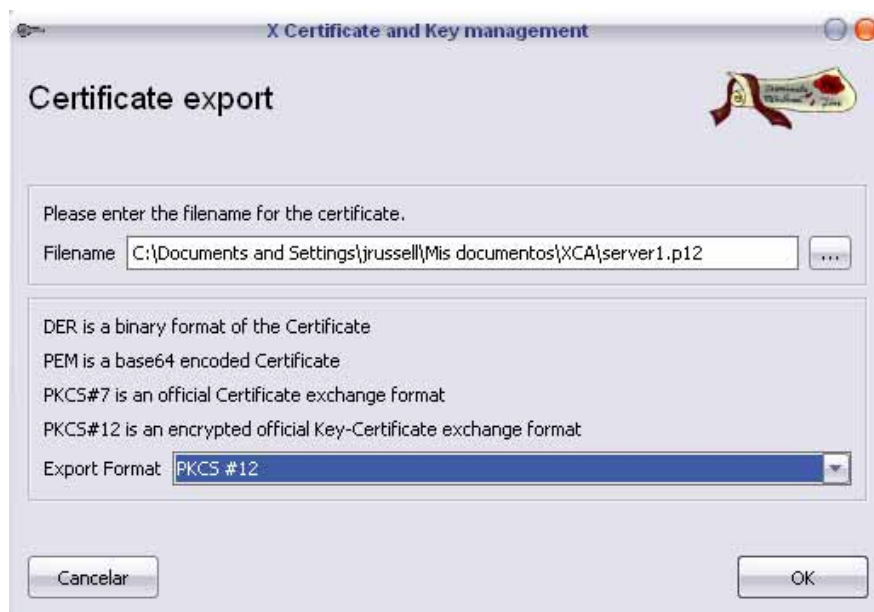 X Certificate and Key management
Certificate export
Please enter the filename for the certificate.
Filename C:\Documents and Settings\jrussell\Mis documentos\XCA\server1.p12 ...
DER is a binary format of the Certificate
PEM is a base64 encoded Certificate
PKCS#7 is an official Certificate exchange format
PKCS#12 is an encrypted official Key-Certificate exchange format
Export Format PKCS #12
Cancelar OK